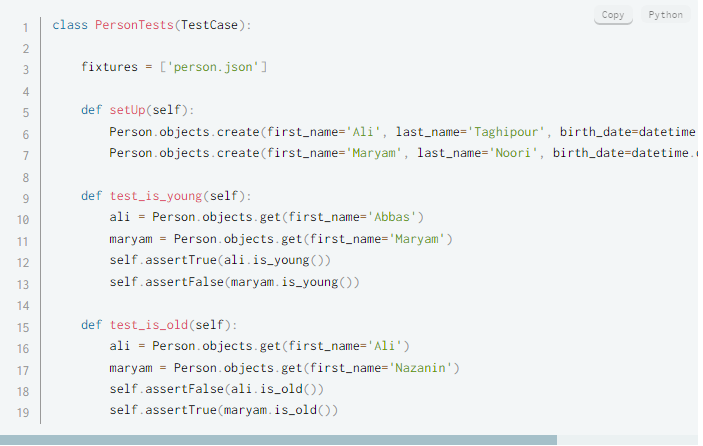 Copy Python
1 class PersonTests(TestCase):
2
3 fixtures = ['person.json']
4
5 def setUp(self):
6 Person.objects.create(first_name='Ali', last_name='Taghipour', birth_date=datetime
7 Person.objects.create(first_name='Maryam', last_name='Noori', birth_date=datetime.
8
9 def test_is_young(self):
10 ali = Person.objects.get(first_name='Abbas')
11 maryam = Person.objects.get(first_name='Maryam')
12 self.assertTrue(ali.is_young())
13 self.assertFalse(maryam.is_young())
14
15 def test_is_old(self):
16 ali = Person.objects.get(first_name='Ali')
17 maryam = Person.objects.get(first_name='Nazanin')
18 self.assertFalse(ali.is_old())
19 self.assertTrue(maryam.is_old())